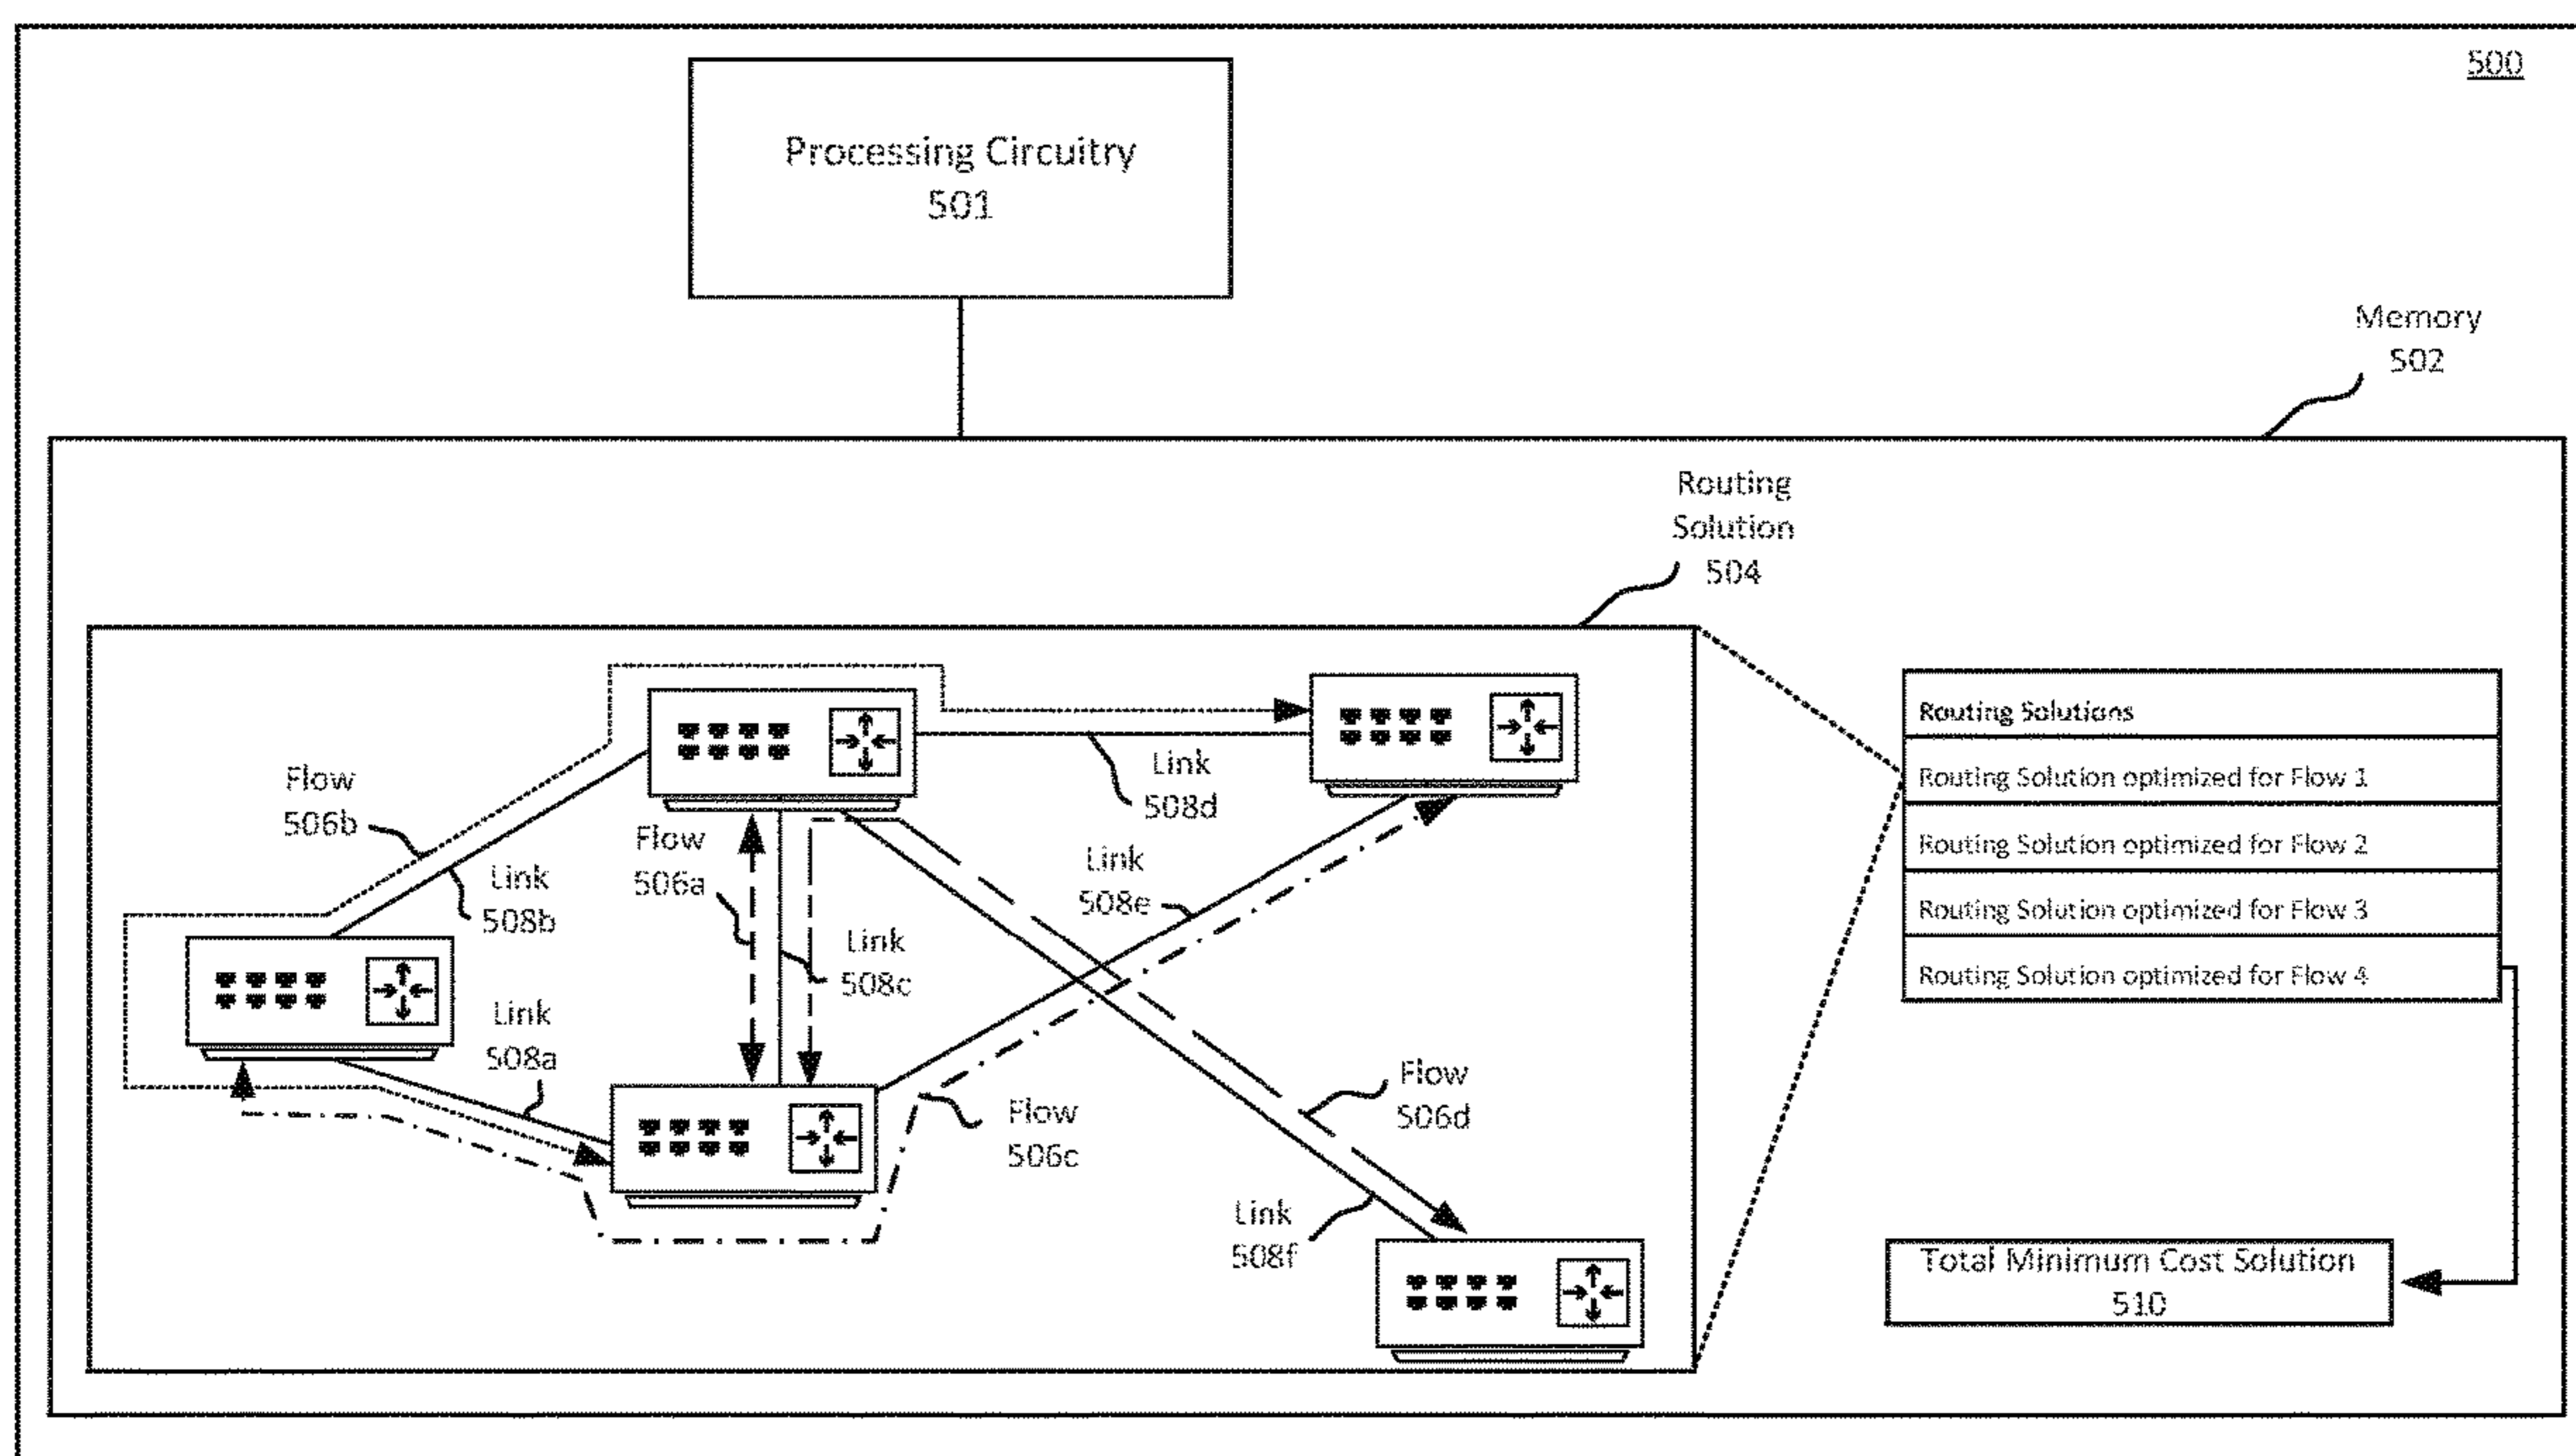 500
Processing Circuitry
501
Memory
502
Routing
Solution
504
Routing Solutions
Routing Solution optimized for Flow 1
Routing Solution optimized for Flow 2
Routing Solution optimized for Flow 3
Routing Solution optimized for Flow 4
Flow
506b
Link
508b
Flow
506a
Link
508d
Link
508e
Link
508c
Link
508a
Flow
506c
Flow
506d
Link
508f
Total Minimum Cost Solution
510